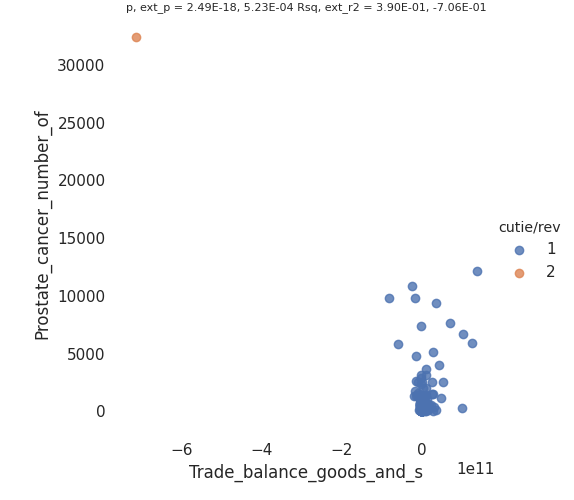 p, ext_p = 2.49E-18, 5.23E-04 Rsq, ext_r2 = 3.90E-01, -7.06E-01
30000
25000
20000
15000
10000
5000
0
Prostate_cancer_number_of
cutie/rev
1
2
−6
−4
−2
0
1e11
Trade_balance_goods_and_s